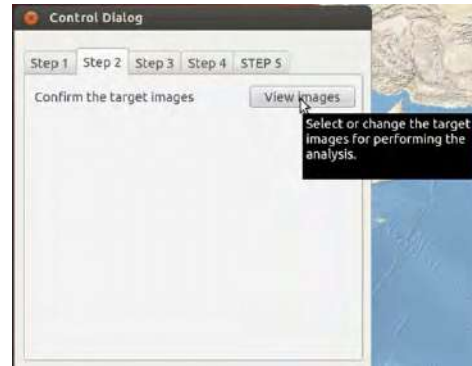 Control Dialog
Step 1 Step 2 Step 3 Step 4 STEP 5
Confirm the target images View Images
Select or change the target
images for performing the
analysis.